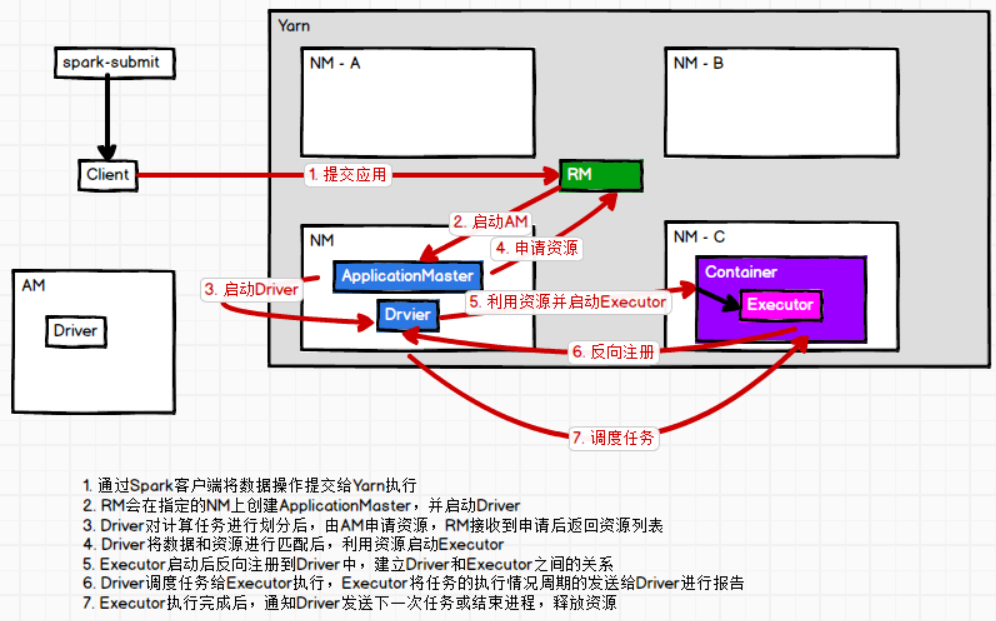 Yarn
spark-submit
NM - A
NM - B
Client
1. 提交应用
RM
2. 启动AM
4. 申请资源
NM
NM - C
ApplicationMaster
Container
AM
3. 启动Driver
5. 利用资源并启动Executor
Executor
Drvier
Driver
6. 反向注册
7. 调度任务
1. 通过Spark客户端将数据操作提交给Yarn执行
2. RM会在指定的NM上创建ApplicationMaster，并启动Driver
3. Driver对计算任务进行划分后，由AM申请资源，RM接收到申请后返回资源列表
4. Driver将数据和资源进行匹配后，利用资源启动Executor
5. Executor启动后反向注册到Driver中，建立Driver和Executor之间的关系
6. Driver调度任务给Executor执行，Executor将任务的执行情况周期的发送给Driver进行报告
7. Executor执行完成后，通知Driver发送下一次任务或结束进程，释放资源